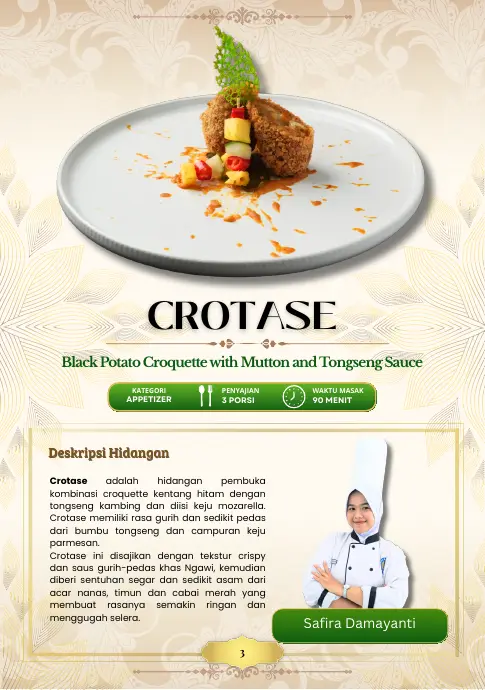 CROTASE
Black Potato Croquette with Mutton and Tongseng Sauce
KATEGORI
APPETIZER
PENYAJIAN
3 PORSI
WAKTU MASAK
90 MENIT
Deskripsi Hidangan
Crotase adalah hidangan pembuka
kombinasi croquette kentang hitam dengan
tongseng kambing dan diisi keju mozarella.
Crotase memiliki rasa gurih dan sedikit pedas
dari bumbu tongseng dan campuran keju
parmesan.
Crotase ini disajikan dengan tekstur crispy
dan saus gurih-pedas khas Ngawi, kemudian
diberi sentuhan segar dan sedikit asam dari
acar nanas, timun dan cabai merah yang
membuat rasanya semakin ringan dan
menggugah selera.
Safira Damayanti
3